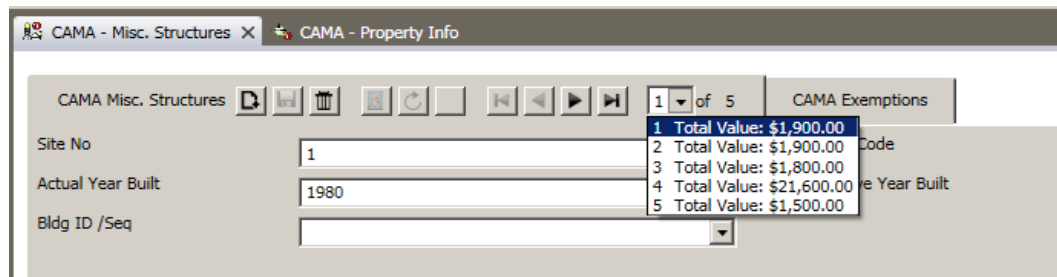 CAMA - Misc. Structures CAMA - Property Info
CAMA Misc. Structures 1 of 5 CAMA Exemptions
1 Total Value: $1,900.00
2 Total Value: $1,900.00
3 Total Value: $1,800.00
4 Total Value: $21,600.00
5 Total Value: $1,500.00
Site No 1 Code
Actual Year Built 1980 Year Built
Bldg ID /Seq